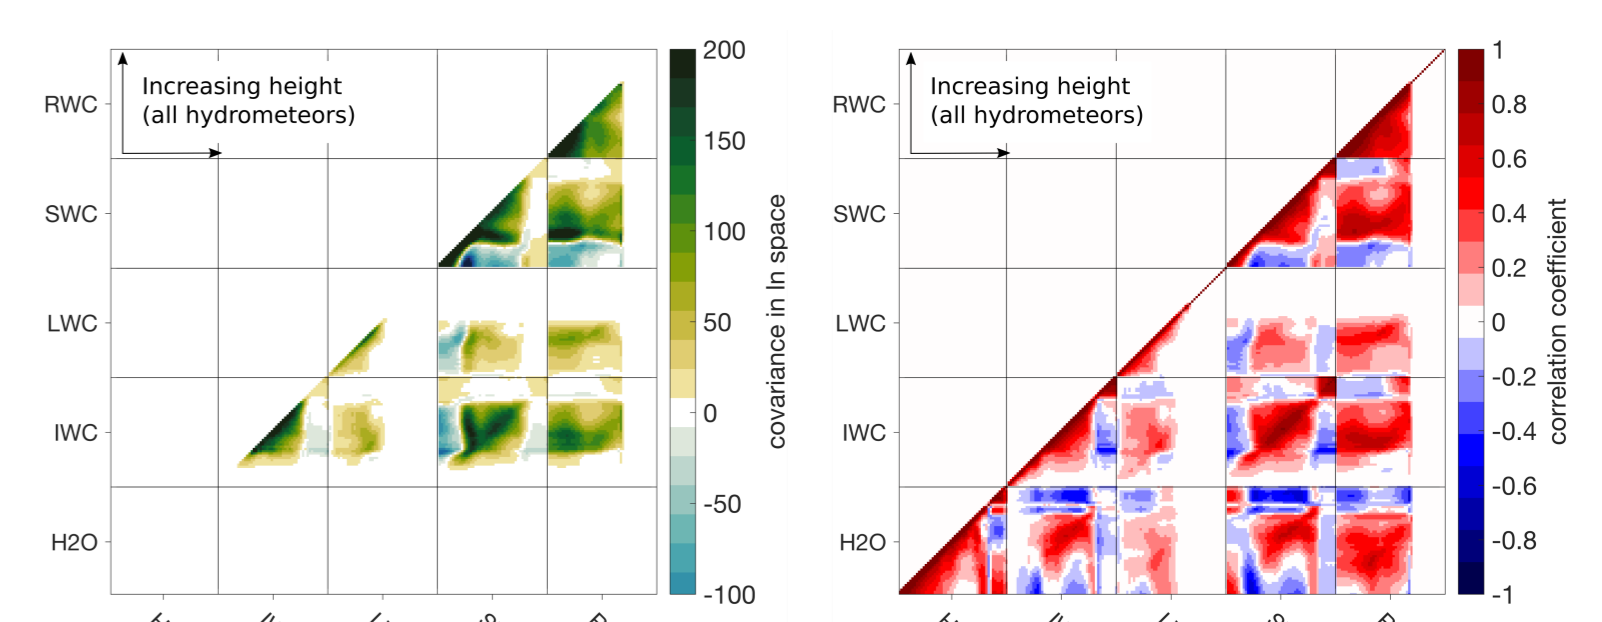 Increasing height
(all hydrometeors)
RWC
SWC
LWC
IWC
H2O
200
150
100
50
0
-50
-100
covariance in ln space
Increasing height
(all hydrometeors)
RWC
SWC
LWC
IWC
H2O
1
0.8
0.6
0.4
0.2
0
-0.2
-0.4
-0.6
-0.8
-1
correlation coefficient